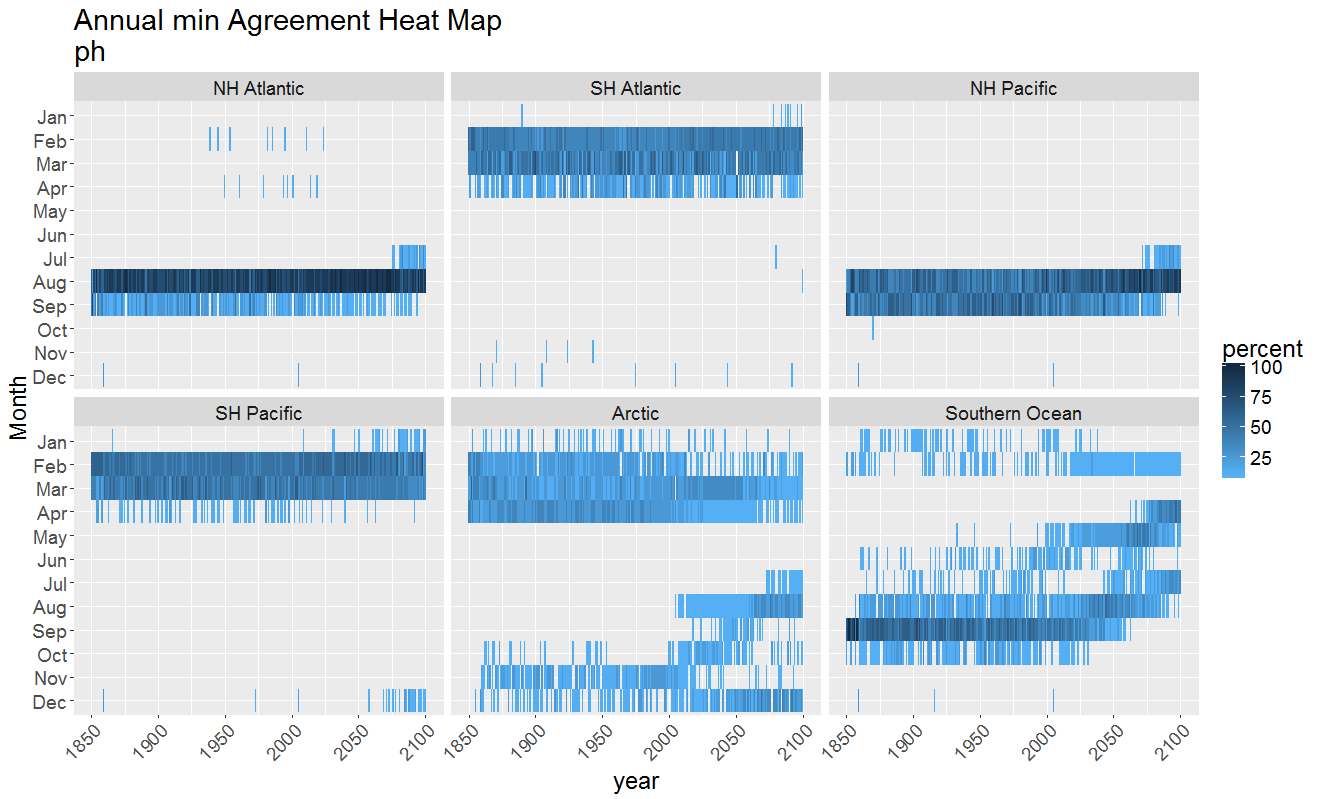 Annual min Agreement Heat Map
ph
NH Atlantic
SH Atlantic
NH Pacific
Jan
Feb
Mar
Apr
May
Jun
Jul
Aug
Sep
Oct
Nov
Dec
SH Pacific
Arctic
Southern Ocean
Jan
Feb
Mar
Apr
May
Jun
Jul
Aug
Sep
Oct
Nov
Dec
Month
1850 1900 1950 2000 2050 2100
1850 1900 1950 2000 2050 2100
1850 1900 1950 2000 2050 2100
year
percent
100
75
50
25